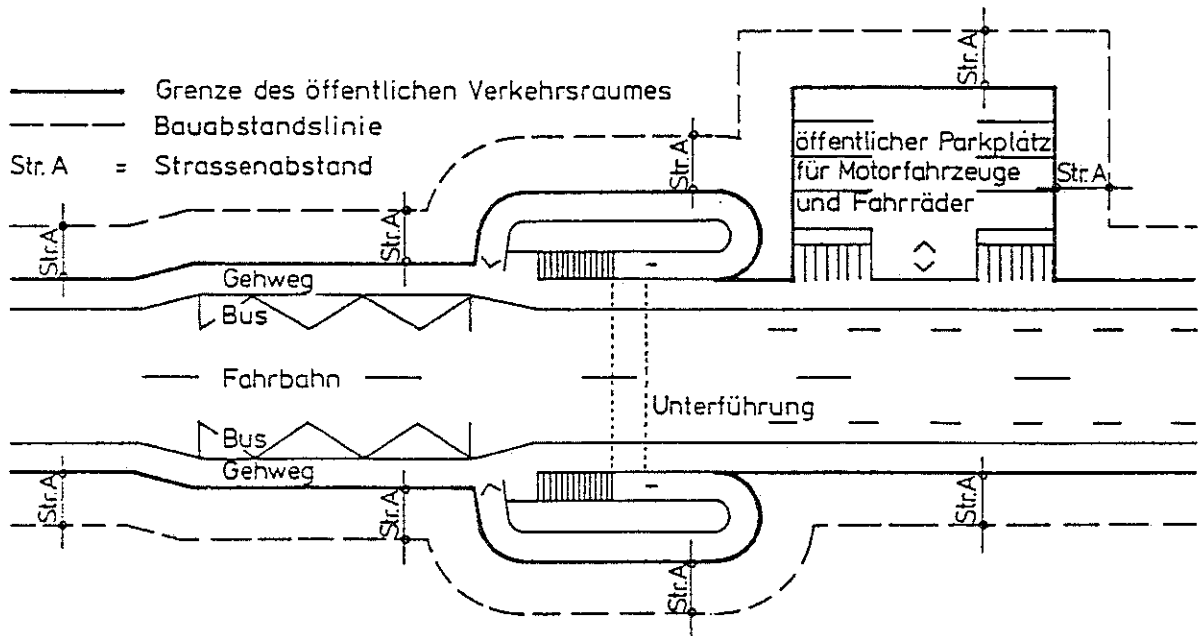 Str.A
Grenze des öffentlichen Verkehrsraumes
Bauabstandslinie
Str. A = Strassenabstand
öffentlicher Parkplatz
für Motorfahrzeuge
und Fahrräder
Str.A
Str.A
Str.A
Str.A
Gehweg
Bus
Fahrbahn
Unterführung
Bus
Gehweg
Str.A
Str.A
Str.A
Str.A